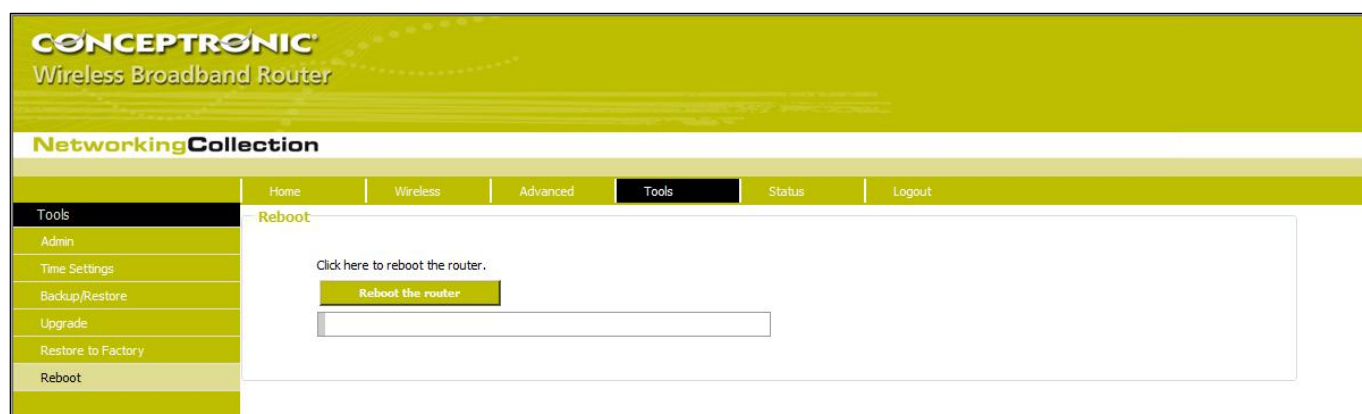 CONCEPTRONIC
Wireless Broadband Router
NetworkingCollection
Home Wireless Advanced Tools Status Logout
Tools
Admin
Time Settings
Backup/Restore
Upgrade
Restore to Factory
Reboot
Reboot
Click here to reboot the router.
Reboot the router